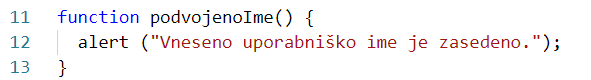 11 function podvojenoIme() {
12 alert ("Vneseno uporabniško ime je zasedeno.");
13 }